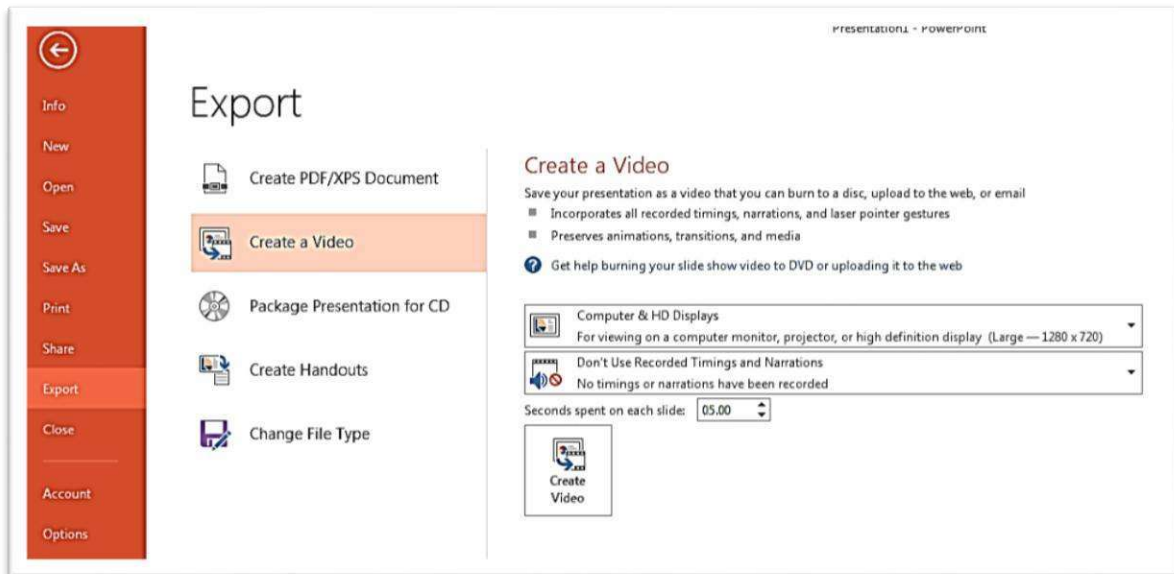 Presentation1 - PowerPoint
Info
New
Open
Save
Save As
Print
Share
Export
Close
Account
Options
Export
Create PDF/XPS Document
Create a Video
Package Presentation for CD
Create Handouts
Change File Type
Create a Video
Save your presentation as a video that you can burn to a disc, upload to the web, or email
Incorporates all recorded timings, narrations, and laser pointer gestures
Preserves animations, transitions, and media
Get help burning your slide show video to DVD or uploading it to the web
Computer & HD Displays
For viewing on a computer monitor, projector, or high definition display (Large — 1280 x 720)
Don't Use Recorded Timings and Narrations
No timings or narrations have been recorded
Seconds spent on each slide: 05.00
Create
Video